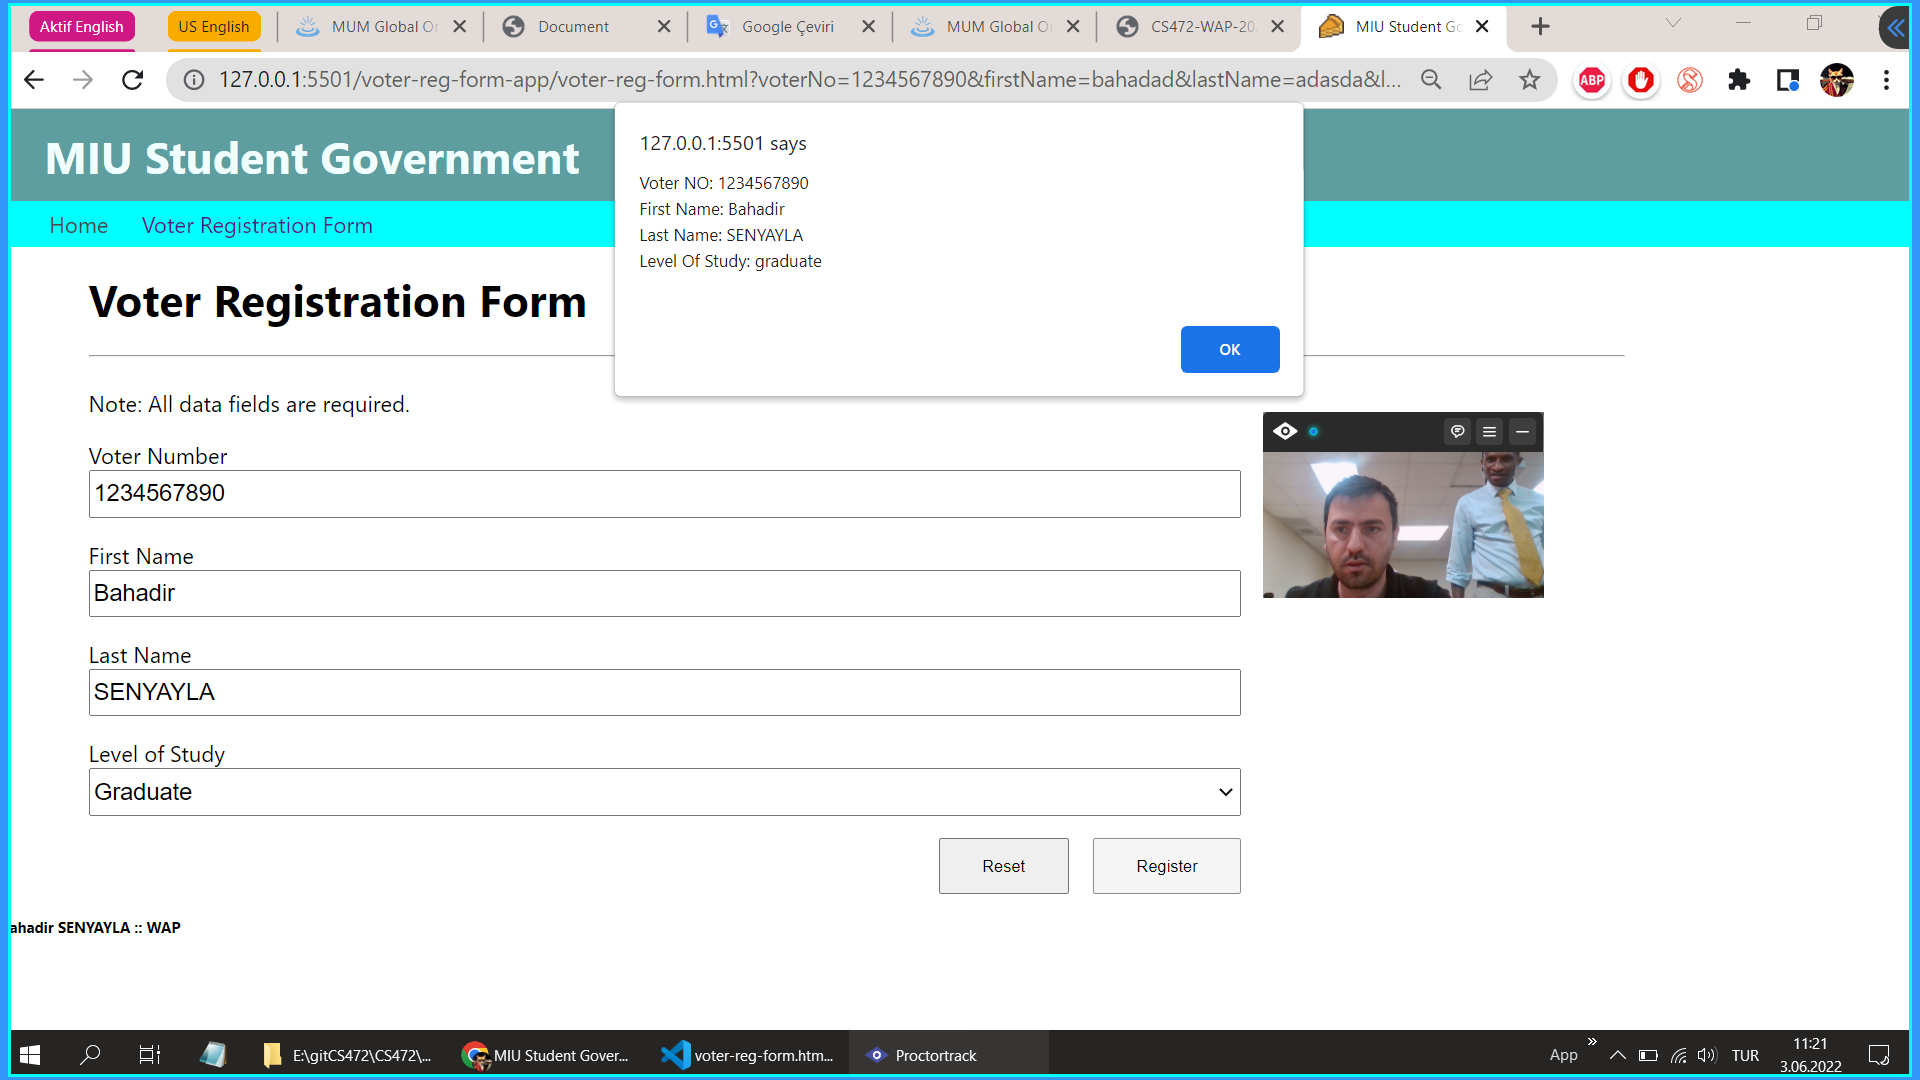 Aktif English
US English
MUM Global Or
Document
Google Çeviri
MUM Global O
CS472-WAP-20
MIU Student Go
127.0.0.1:5501/voter-reg-form-app/voter-reg-form.html?voterNo=1234567890&firstName=bahadad&lastName=adasda&l...
ABP
127.0.0.1:5501 says
Voter NO: 1234567890
First Name: Bahadir
Last Name: SENYAYLA
Level Of Study: graduate
OK
MIU Student Government
Home
Voter Registration Form
Voter Registration Form
Note: All data fields are required.
Voter Number
1234567890
First Name
Bahadir
Last Name
SENYAYLA
Level of Study
Graduate
Reset
Register
ahadir SENYAYLA :: WAP
E:\gitCS472\CS472\...
MIU Student Gover...
voter-reg-form.htm...
Proctortrack
App
TUR
11:21
3.06.2022